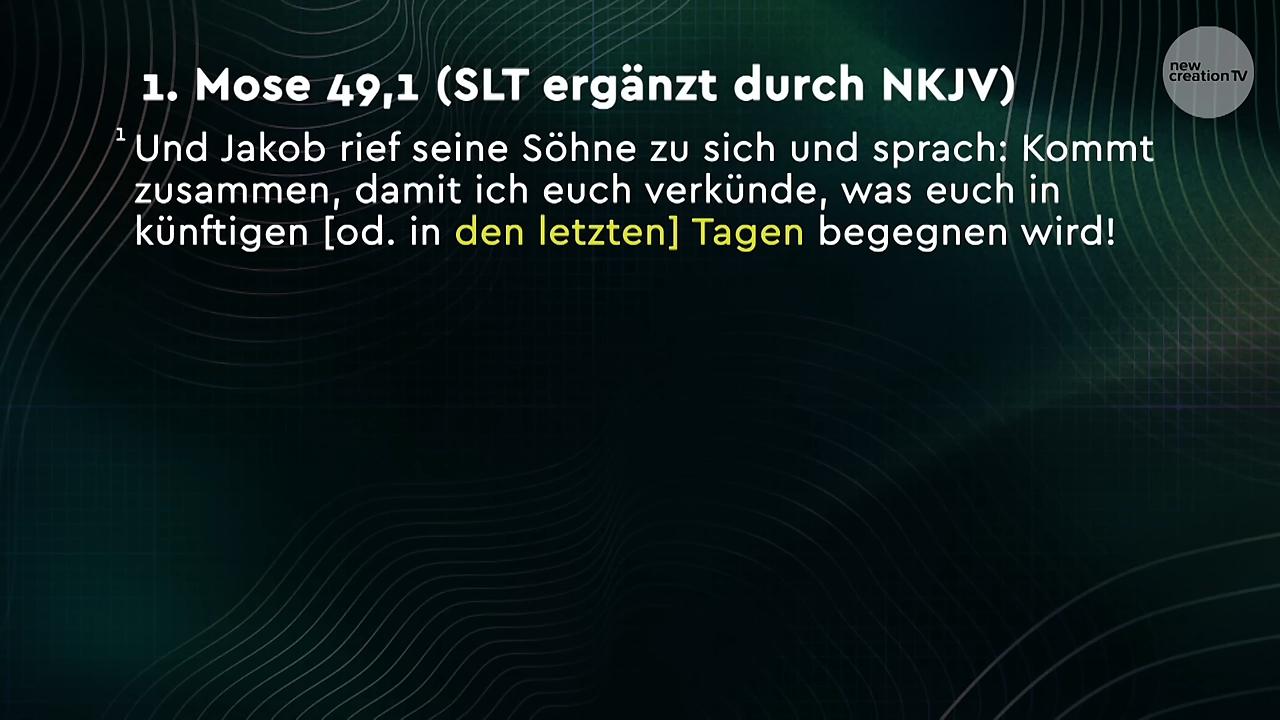 1. Mose 49,1 (SLT ergänzt durch NKJV)
1 Und Jakob rief seine Söhne zu sich und sprach: Kommt
zusammen, damit ich euch verkünde, was euch in
künftigen [od. in den letzten] Tagen begegnen wird!
new
creation TV